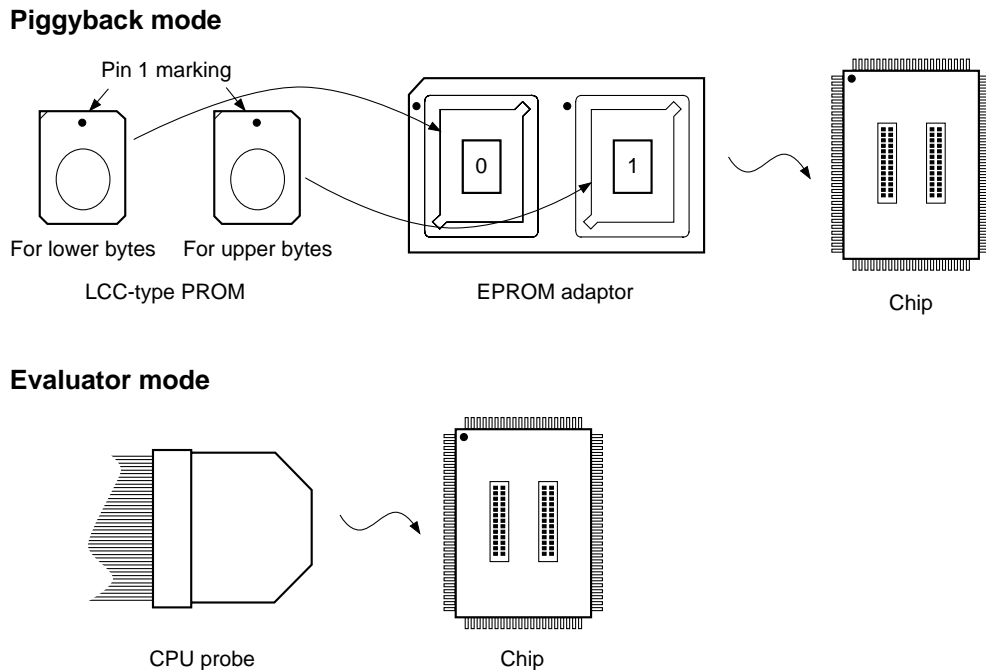 Piggyback mode
Pin 1 marking
0
1
For lower bytes
For upper bytes
LCC-type PROM
EPROM adaptor
Chip
Evaluator mode
CPU probe
Chip